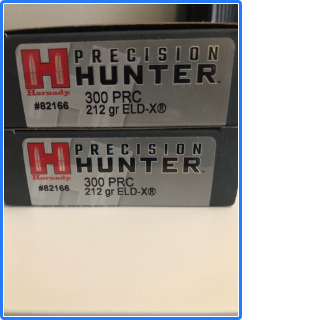 PRECISION
HUNTER
Hornady
#82166
300 PRC
212 gr ELD-X®
PRECISION
HUNTER
Hornady
#82166
300 PRC
212 gr ELD-X®